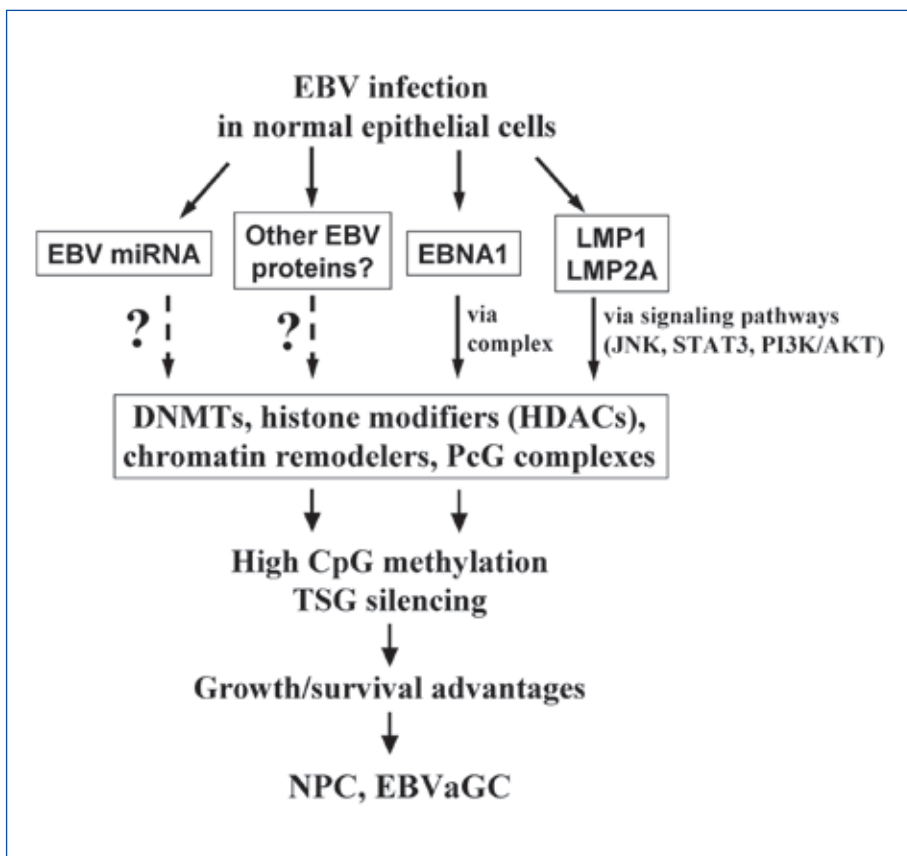 EBV infection
in normal epithelial cells
EBV miRNA
Other EBV
proteins?
EBNA1
LMP1
LMP2A
?
?
via
complex
via signaling pathways
(JNK, STAT3, PI3K/AKT)
DNMTs, histone modifiers (HDACs),
chromatin remodelers, PcG complexes
High CpG methylation
TSG silencing
Growth/survival advantages
NPC, EBVaGC